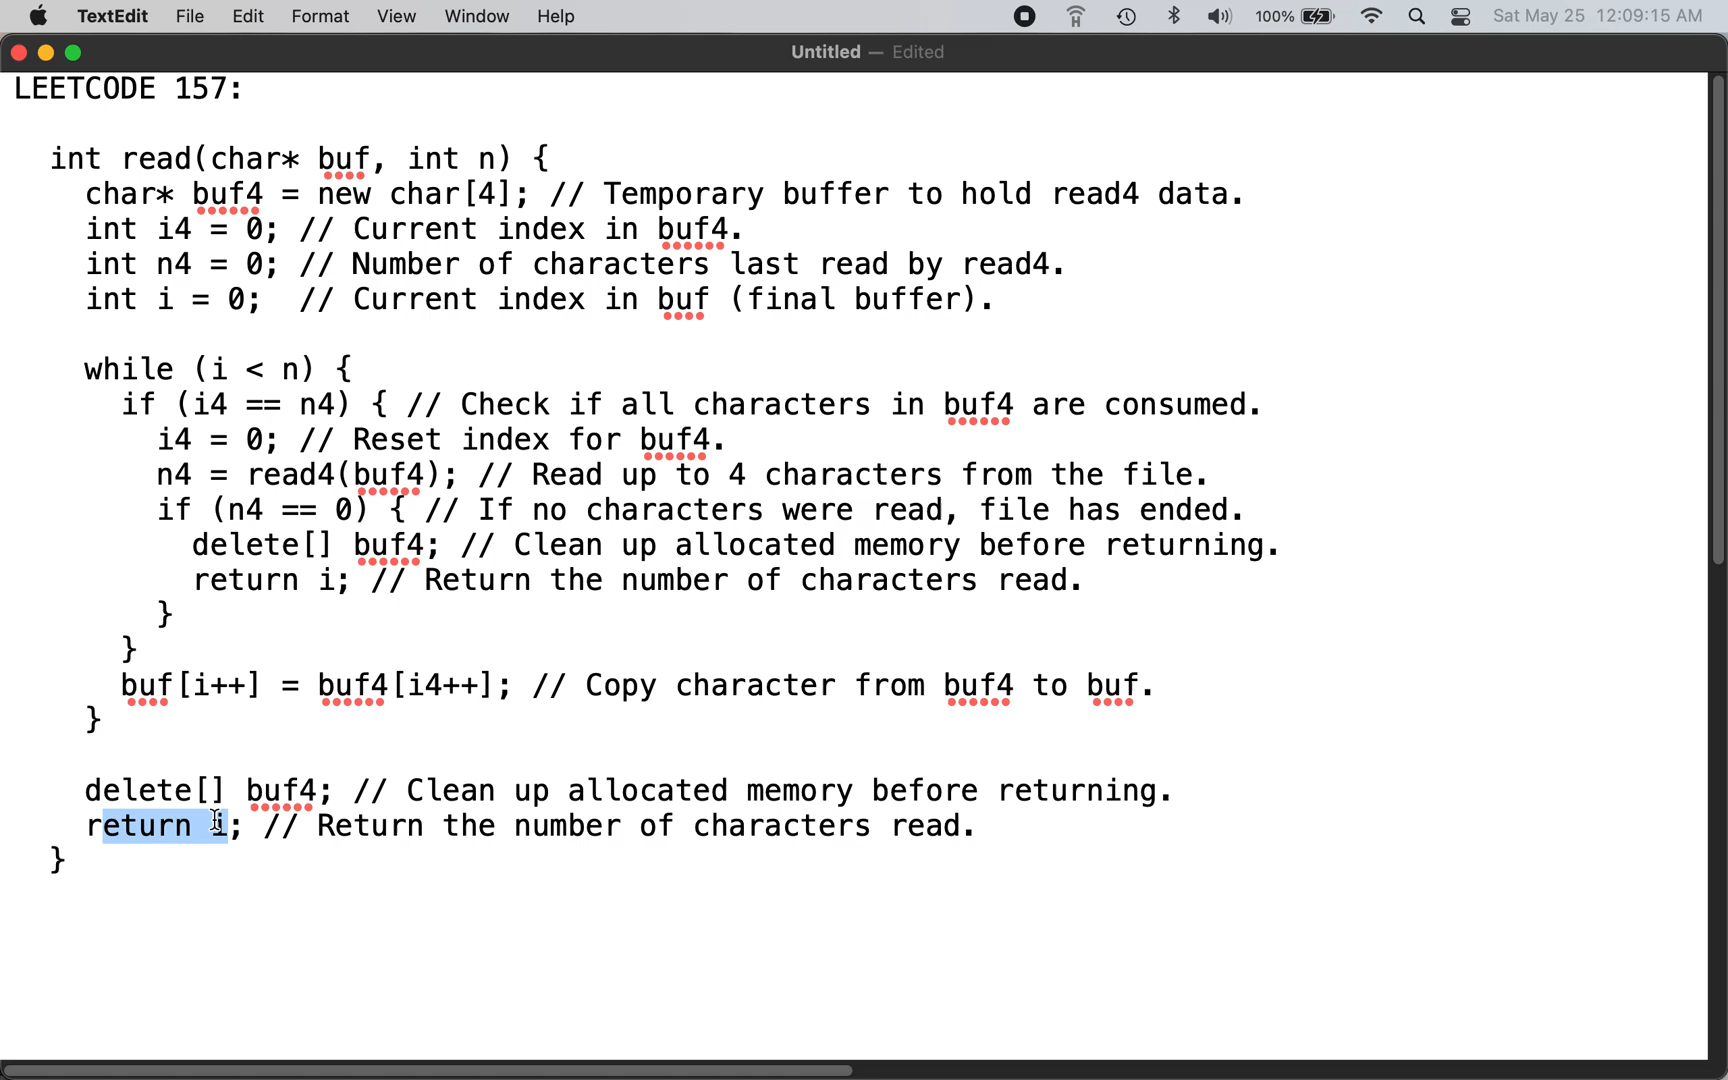 TextEdit File Edit Format View Window Help 100% Sat May 25 12:09:15 AM
Untitled — Edited
LEETCODE 157:
int read(char* buf, int n) {
char* buf4 = new char[4]; // Temporary buffer to hold read4 data.
int i4 = 0; // Current index in buf4.
int n4 = 0; // Number of characters last read by read4.
int i = 0;  // Current index in buf (final buffer).
while (i < n) {
if (i4 == n4) { // Check if all characters in buf4 are consumed.
i4 = 0; // Reset index for buf4.
n4 = read4(buf4); // Read up to 4 characters from the file.
if (n4 == 0) { // If no characters were read, file has ended.
delete[] buf4; // Clean up allocated memory before returning.
return i; // Return the number of characters read.
}
}
buf[i++] = buf4[i4++]; // Copy character from buf4 to buf.
}
delete[] buf4; // Clean up allocated memory before returning.
return i; // Return the number of characters read.
}